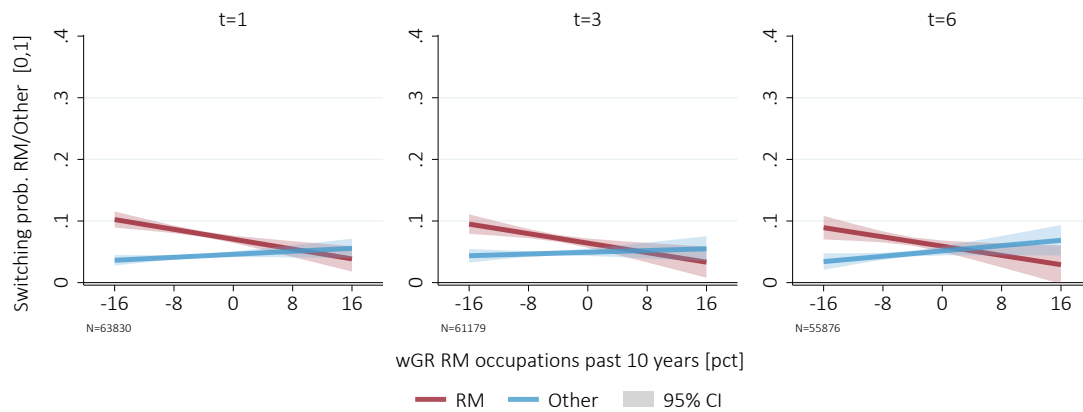 t=1 t=3 t=6
Switching prob. RM/Other [0,1]
.4 .4 .4
.3 .3 .3
.2 .2 .2
.1 .1 .1
0 0 0
-16 -8 0 8 16 -16 -8 0 8 16 -16 -8 0 8 16
N=63830 N=61179 N=55876
wGR RM occupations past 10 years [pct]
RM Other 95% CI